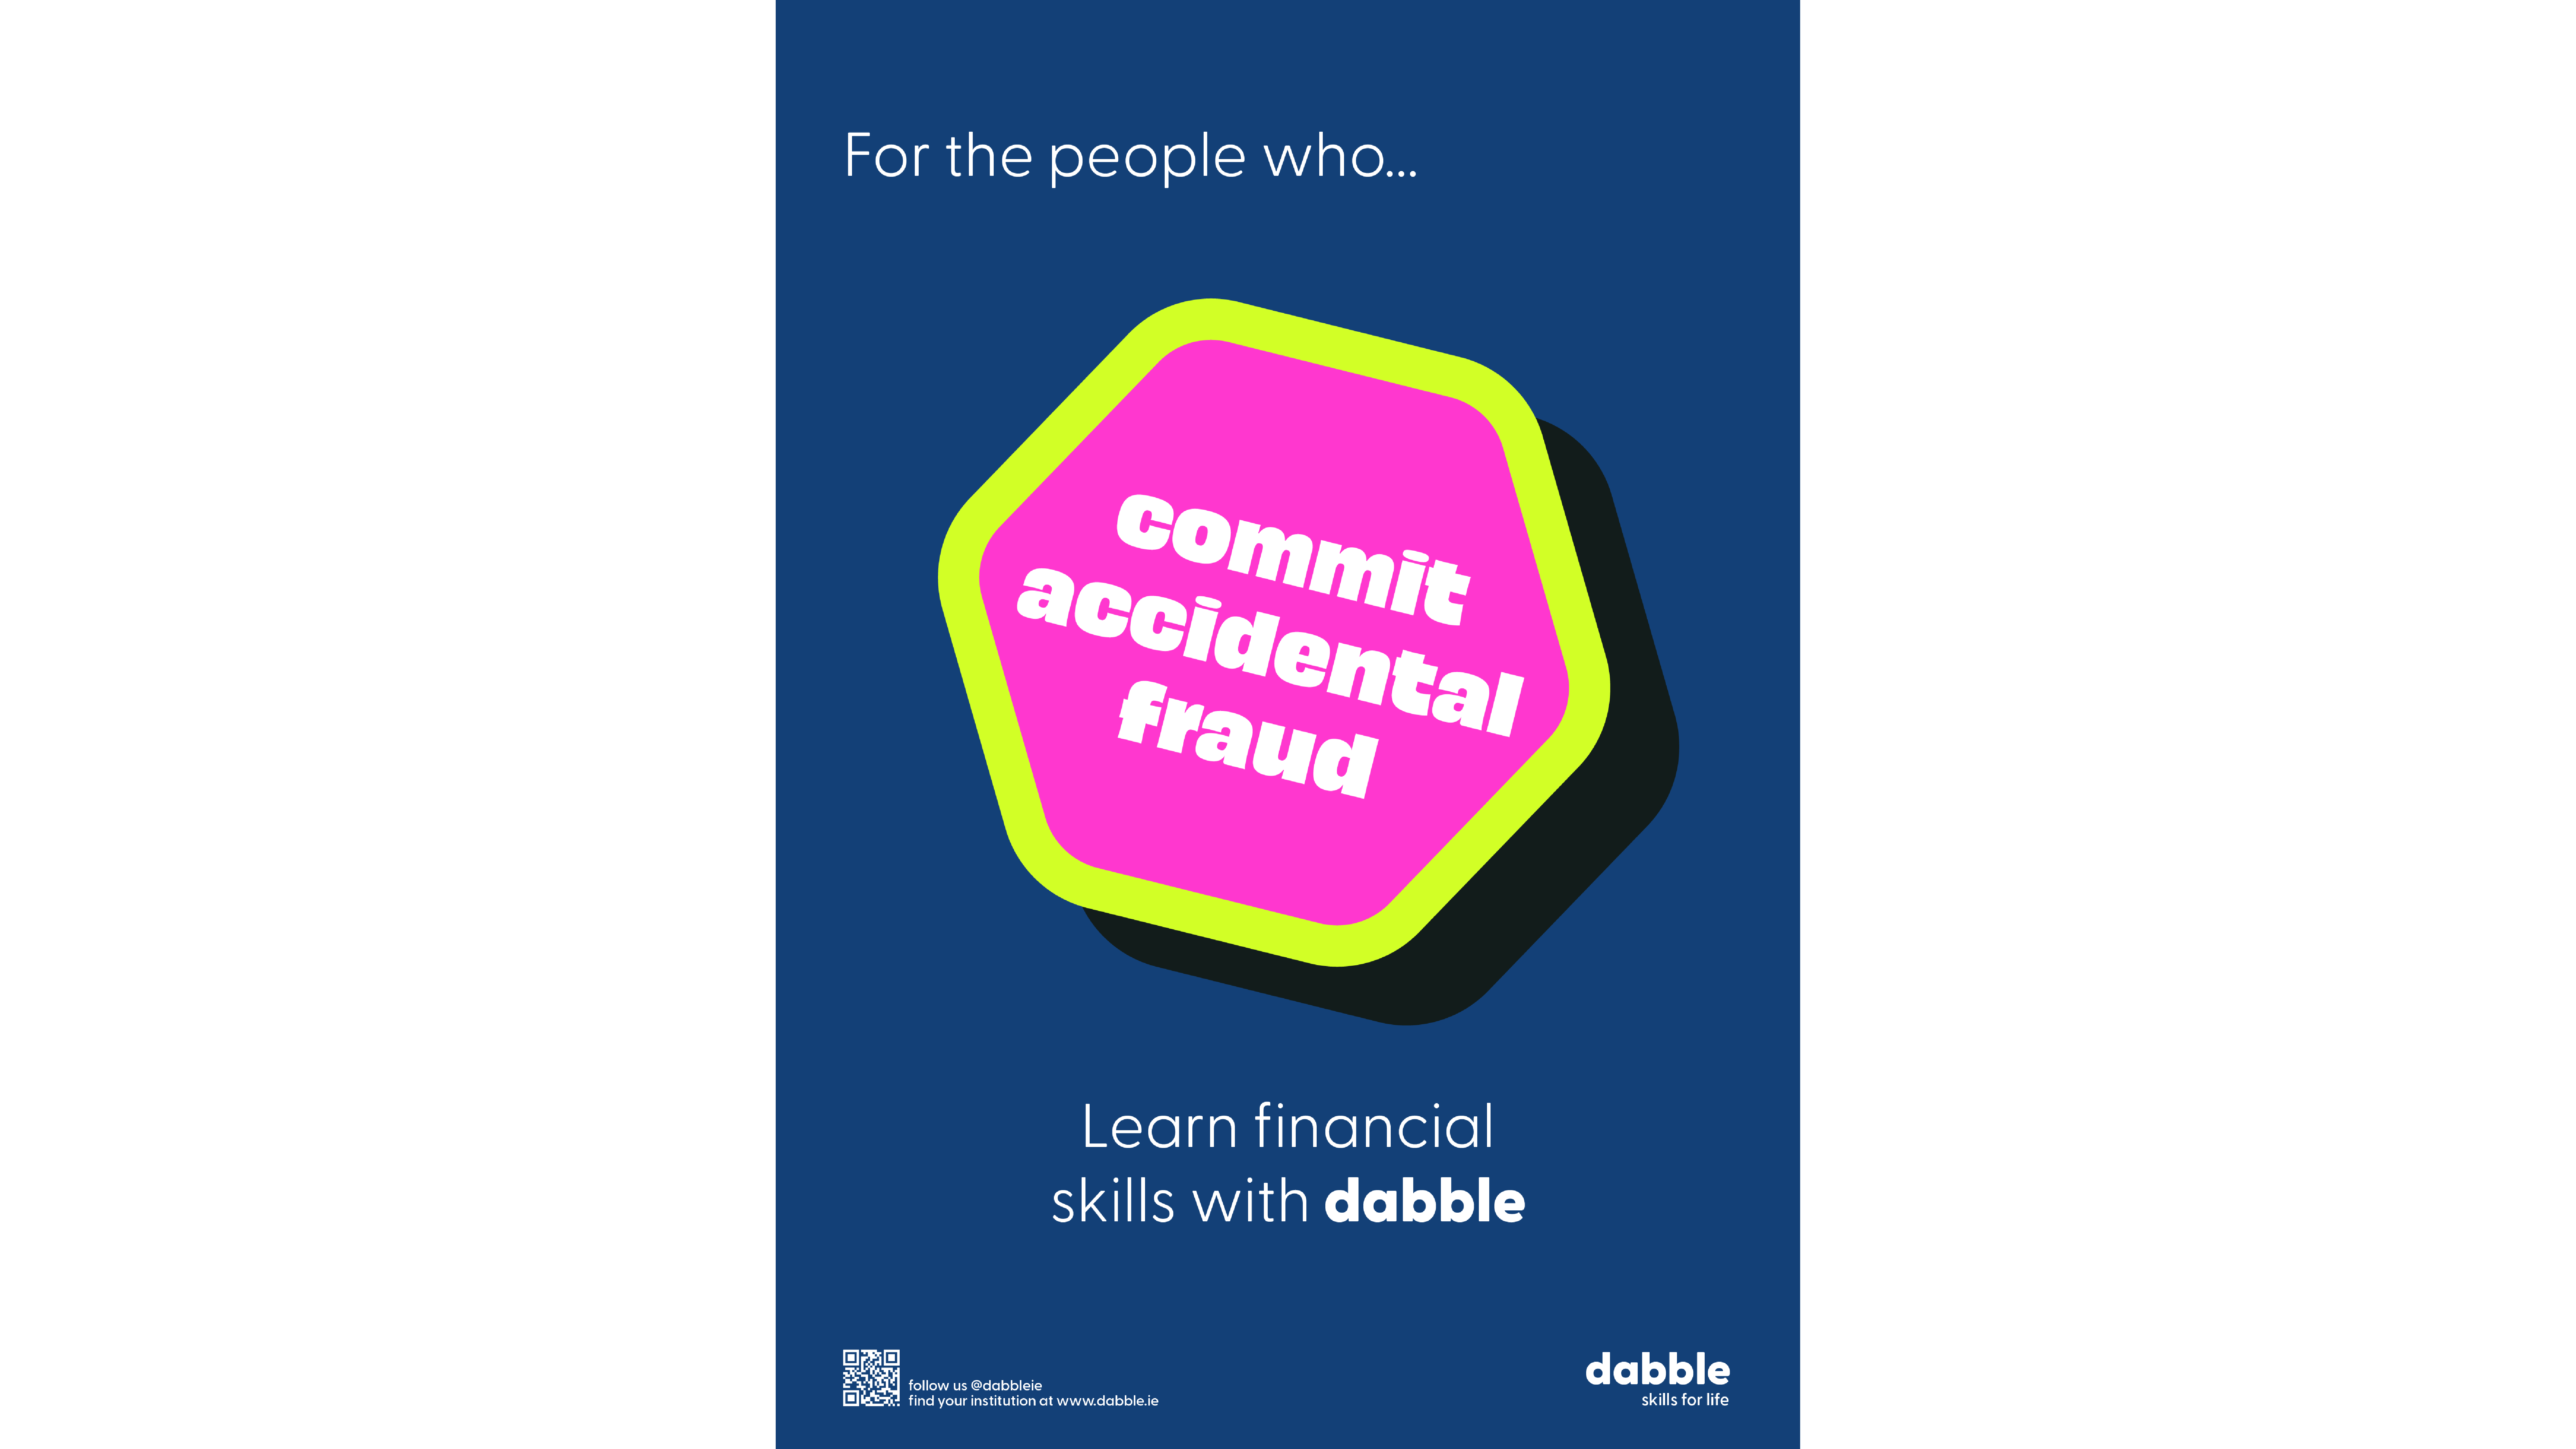 For the people who...
commit
accidental
fraud
Learn financial
skills with dabble
follow us @dabbleie
find your institution at www.dabble.ie
dabble
skills for life